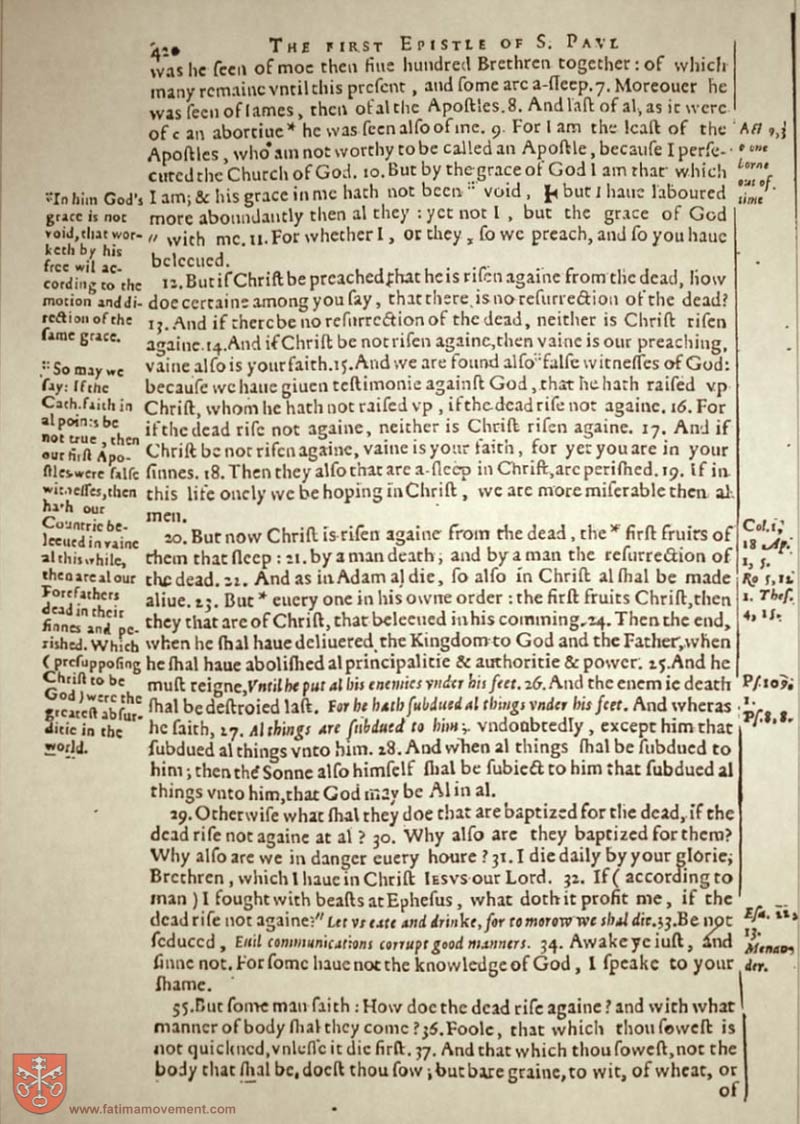 420
THE FIRST EPISTLE OF S. PAVL
was he ſeen of moe then fiue hundred Brethren together: of which
many remaine vntil this preſent, and ſome are a-ſleep. 7. Moreouer he
was ſeen of Iames, then of al the Apoſtles. 8. And laſt of al, as it were
of c an abortiue * he was ſeen alſo of me. 9. For I am the leaſt of the
Apoſtles, who am not worthy to be called an Apoſtle, becauſe I perſe-
cuted the Church of God. 10. But by the grace of God I am that which
I am; & his grace in me hath not been :: void, but I haue laboured
more aboundantly then al they: yet not I, but the grace of God
" with me. 11. For whether I, or they, ſo we preach, and ſo you haue
beleeued.
12. But if Chriſt be preached, that he is riſen againe from the dead, how
doe certaine among you ſay, that there is no reſurrection of the dead?
13. And if there be no reſurrection of the dead, neither is Chriſt riſen
againe. 14. And if Chriſt be not riſen againe, then vaine is our preaching,
vaine alſo is your faith. 15. And we are found alſo :: falſe witneſſes of God:
becauſe we haue giuen teſtimonie againſt God, that he hath raiſed vp
Chriſt, whom he hath not raiſed vp, if the dead riſe not againe. 16. For
if the dead riſe not againe, neither is Chriſt riſen againe. 17. And if
Chriſt be not riſen againe, vaine is your faith, for yet you are in your
ſinnes. 18. Then they alſo that are a-ſleep in Chriſt, are periſhed. 19. If in
this life onely we be hoping in Chriſt, we are more miſerable then al
men.
20. But now Chriſt is riſen againe from the dead, the * firſt fruits of
them that ſleep: 21. by a man death; and by a man the reſurrection of
the dead. 22. And as in Adam al die, ſo alſo in Chriſt al ſhal be made
aliue. 23. But * euery one in his owne order: the firſt fruits Chriſt, then
they that are of Chriſt, that beleeued in his comming. 24. Then the end,
when he ſhal haue deliuered the Kingdom to God and the Father, when
he ſhal haue aboliſhed al principalitie & authoritie & power. 25. And he
muſt reigne, Vntil he put al his enemies vnder his feet. 26. And the enemie death
ſhal be deſtroied laſt. For he hath ſubdued al things vnder his feet. And wheras
he ſaith, 27. Al things are ſubdued to him; vndoubtedly, except him that
ſubdued al things vnto him. 28. And when al things ſhal be ſubdued to
him; then the Sonne alſo himſelf ſhal be ſubiect to him that ſubdued al
things vnto him, that God may be Al in al.
29. Otherwiſe what ſhal they doe that are baptized for the dead, if the
dead riſe not againe at al? 30. Why alſo are they baptized for them?
Why alſo are we in danger euery houre? 31. I die daily by your glorie,
Brethren, which I haue in Chriſt IESVS our Lord. 32. If (according to
man) I fought with beaſts at Epheſus, what doth it profit me, if the
dead riſe not againe? " Let vs eate and drinke, for to morow we ſhal die. 33. Be not
ſeduced, Euil communications corrupt good manners. 34. Awake ye iuſt, and
ſinne not. For ſome haue not the knowledge of God, I ſpeake to your
ſhame.
55. But ſome man ſaith: How doe the dead riſe againe? and with what
manner of body ſhal they come? 36. Foole, that which thou ſoweſt is
not quickned, vnleſſe it die firſt. 37. And that which thou ſoweſt, not the
body that ſhal be, doeſt thou ſow; but bare graine, to wit, of wheat, or
of
:: In him God's
grace is not
void, that wor-
keth by his
free wil ac-
cording to the
motion and di-
rection of the
ſame grace.
:: So may we
ſay: If the
Cath. faith in
al points be
not true, then
our firſt Apo-
ſtles were falſe
witneſſes, then
hath our
Countrie be-
leeued in vaine
al this while,
then are al our
Forefathers
dead in their
ſinnes and pe-
riſhed. Which
(preſuppoſing
Chriſt to be
God) were the
greateſt abſur-
ditie in the
world.
Act 9, 3
c one
borne
out of
time
Col. 1,
18 Ap.
1, 5.
Ro 5, 12
1. Theſ.
4, 15.
Pſ. 109,
1.
Pſ. 8, 8.
Eſa. 22,
13.
Menan-
der.
www.fatimamovement.com